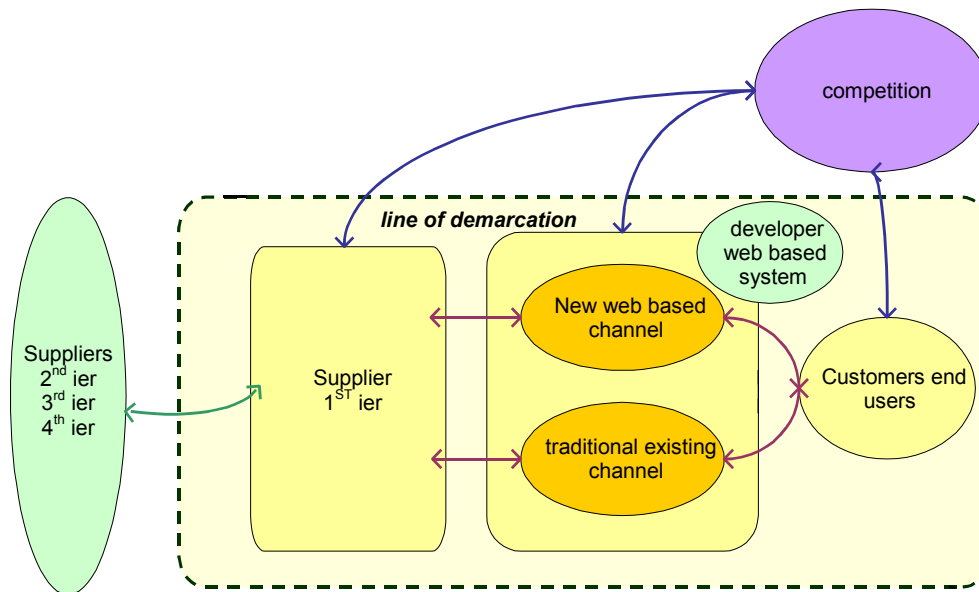 competition
line of demarcation
developer
web based
system
New web based
channel
Suppliers
2nd ier
3rd ier
4th ier
Supplier
1ST ier
Customers end
users
traditional existing
channel